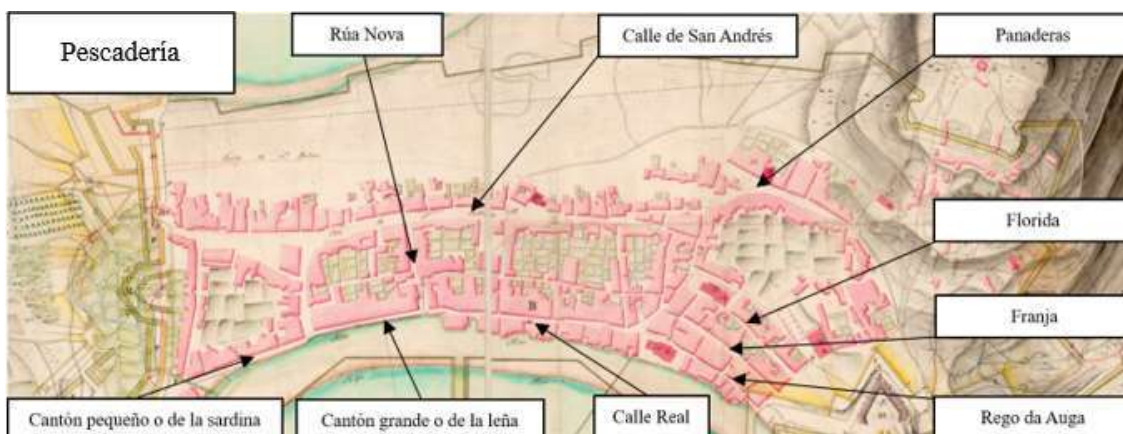 Pescadería
Rúa Nova
Calle de San Andrés
Panaderas
Florida
Franja
Rego da Auga
Calle Real
Cantón grande o de la leña
Cantón pequeño o de la sardina
B